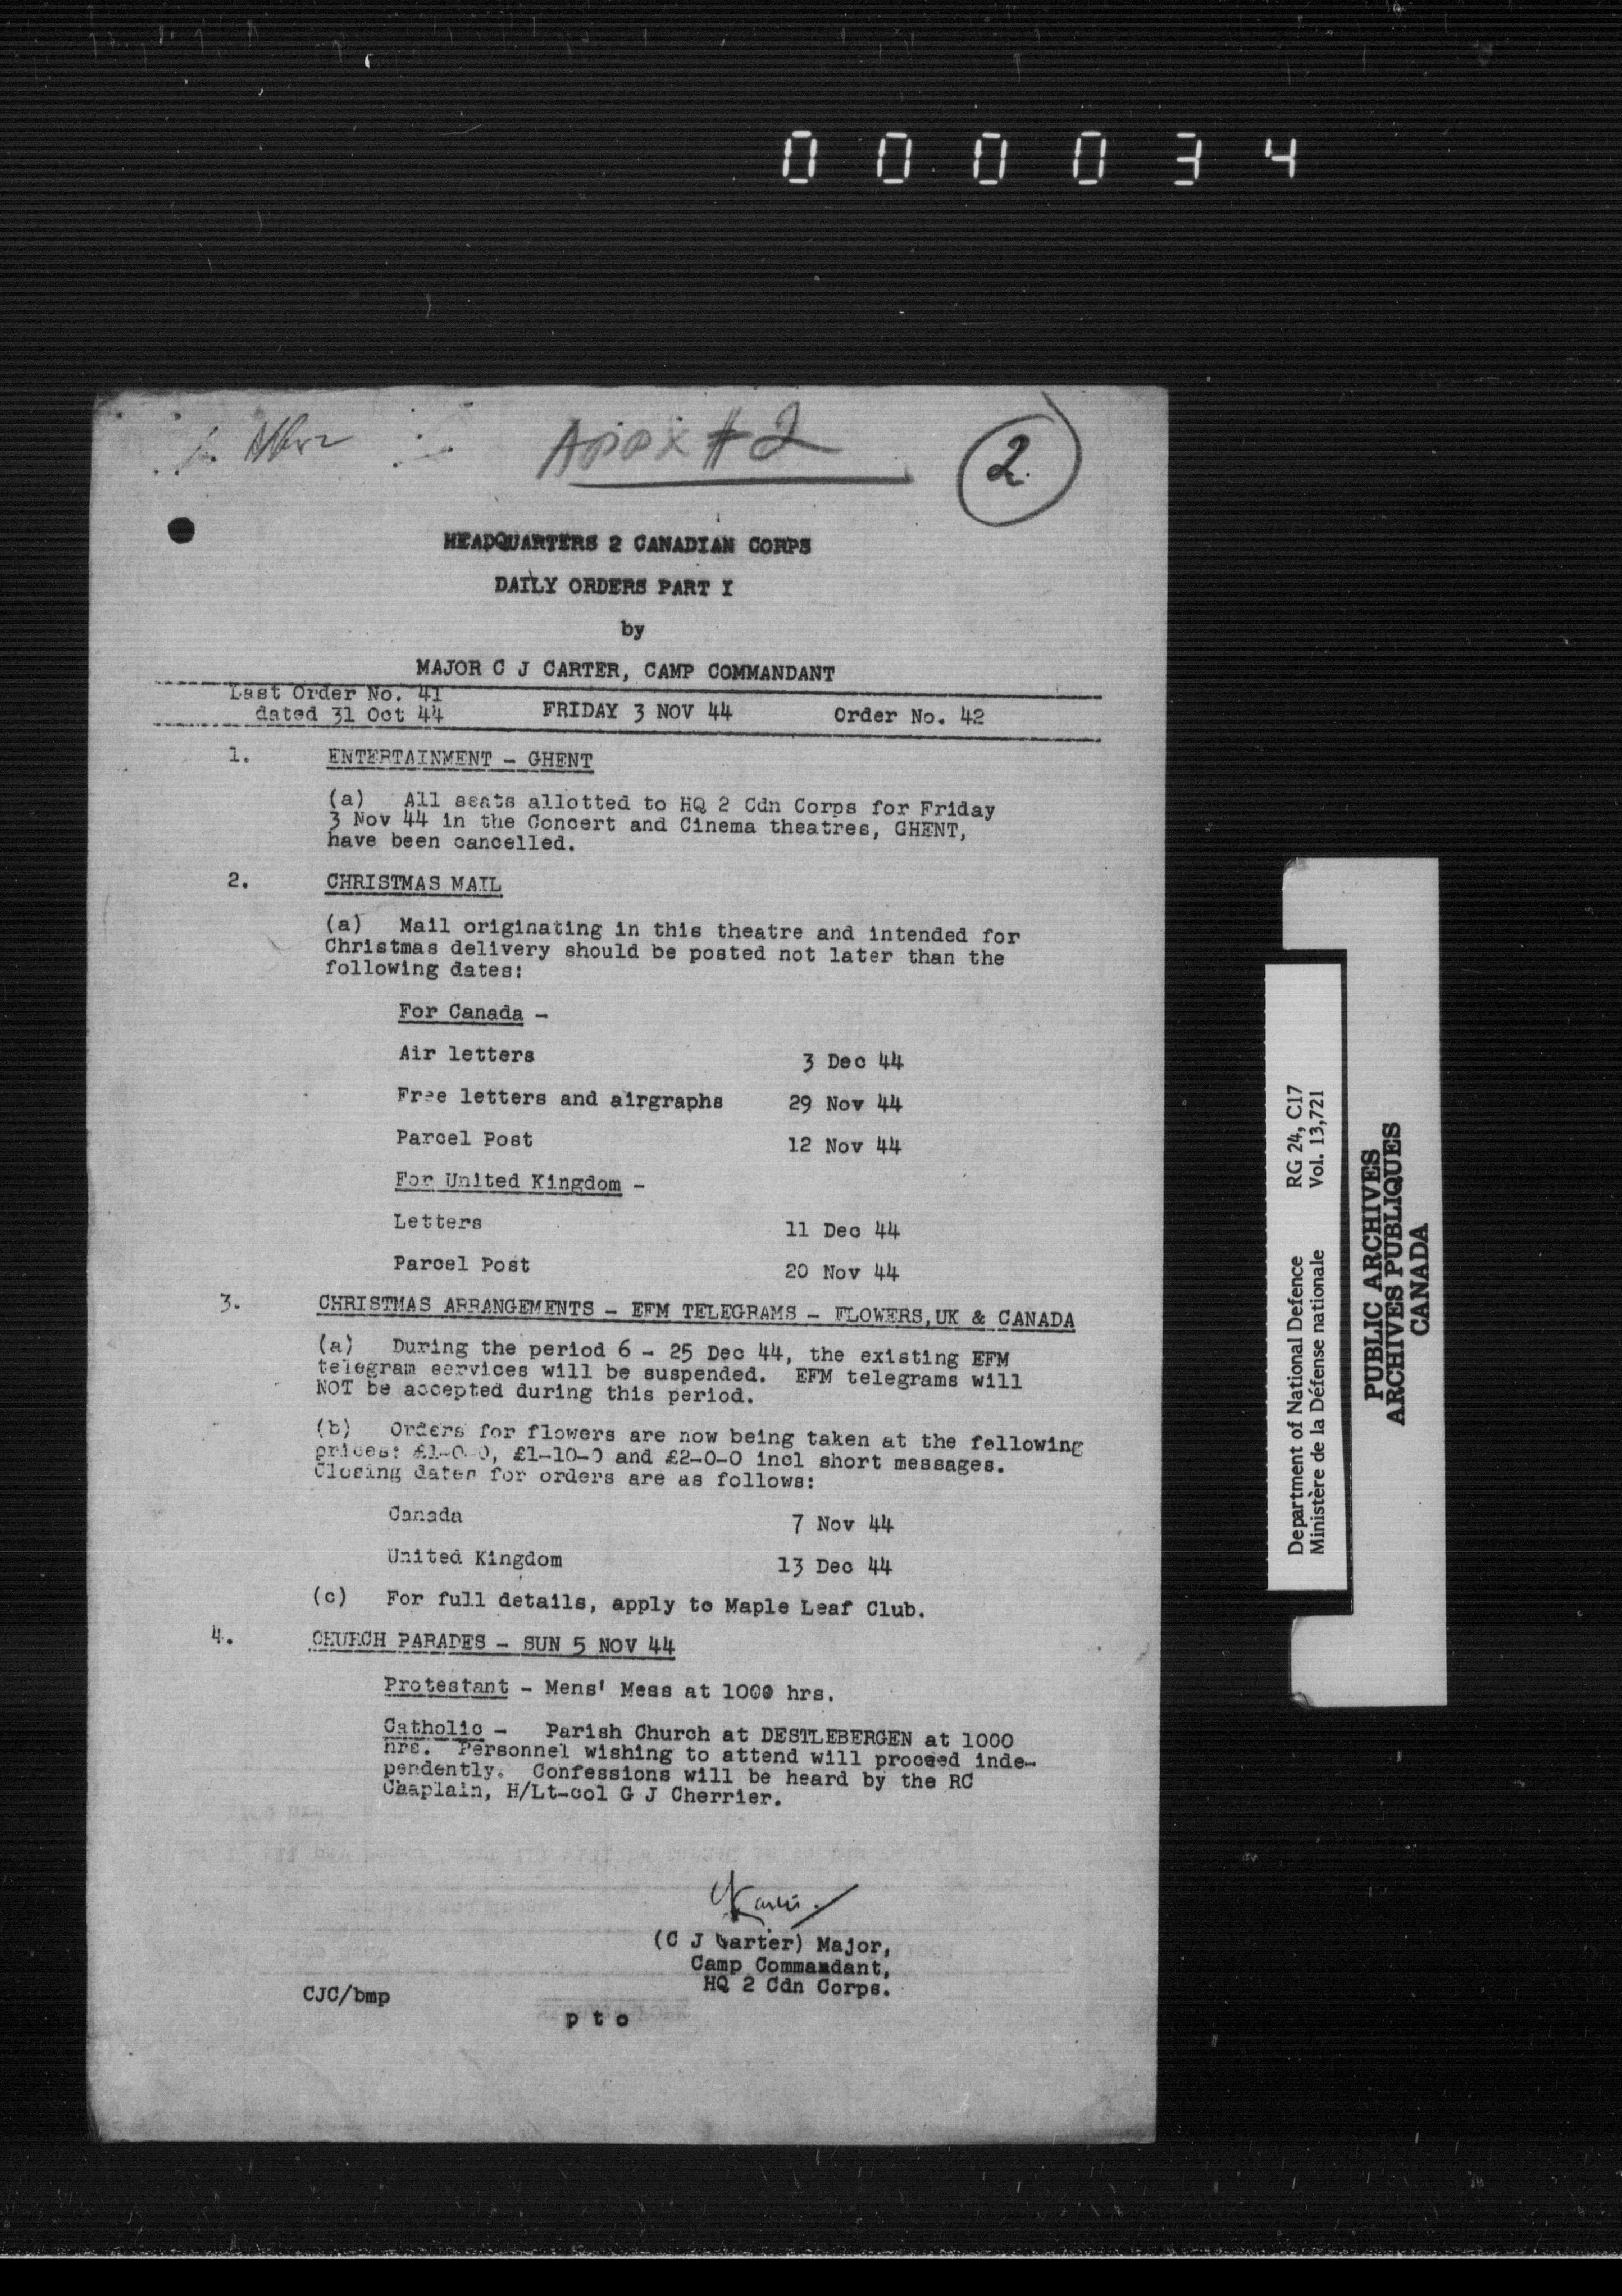 000034
Appx #2
2
HEADQUARTERS 2 CANADIAN CORPS
DAILY ORDERS PART I
by
MAJOR C J CARTER, CAMP COMMANDANT
Last Order No. 41
dated 31 Oct 44 FRIDAY 3 NOV 44 Order No. 42
1. ENTERTAINMENT - GHENT
(a) All seats allotted to HQ 2 Cdn Corps for Friday
3 Nov 44 in the Concert and Cinema theatres, GHENT,
have been cancelled.
2. CHRISTMAS MAIL
(a) Mail originating in this theatre and intended for
Christmas delivery should be posted not later than the
following dates:
For Canada -
Air letters 3 Dec 44
Free letters and airgraphs 29 Nov 44
Parcel Post 12 Nov 44
For United Kingdom -
Letters 11 Dec 44
Parcel Post 20 Nov 44
3. CHRISTMAS ARRANGEMENTS - EFM TELEGRAMS - FLOWERS,UK & CANADA
(a) During the period 6 - 25 Dec 44, the existing EFM
telegram services will be suspended. EFM telegrams will
NOT be accepted during this period.
(b) Orders for flowers are now being taken at the following
prices: £1-0-0, £1-10-0 and £2-0-0 incl short messages.
Closing dates for orders are as follows:
Canada 7 Nov 44
United Kingdom 13 Dec 44
(c) For full details, apply to Maple Leaf Club.
4. CHURCH PARADES - SUN 5 NOV 44
Protestant - Mens' Mess at 1000 hrs.
Catholic - Parish Church at DESTLEBERGEN at 1000
hrs. Personnel wishing to attend will proceed inde-
pendently. Confessions will be heard by the RC
Chaplain, H/Lt-col G J Cherrier.
(C J Carter) Major,
Camp Commandant,
HQ 2 Cdn Corps.
CJC/bmp
p t o
Department of National Defence RG 24, C17
Ministère de la Défense nationale Vol. 13,721
PUBLIC ARCHIVES
ARCHIVES PUBLIQUES
CANADA